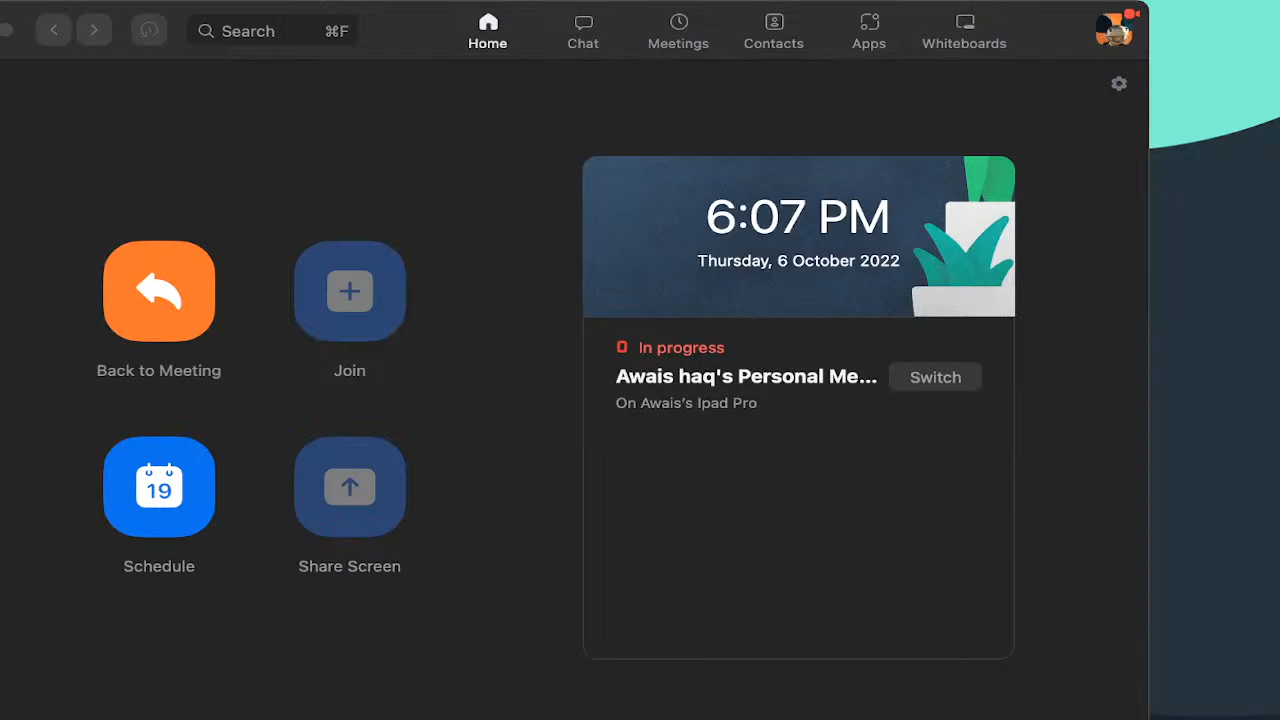 Search ⌘F
Home
Chat
Meetings
Contacts
Apps
Whiteboards
6:07 PM
Thursday, 6 October 2022
In progress
Awais haq's Personal Me...
Switch
On Awais's Ipad Pro
Back to Meeting
Join
19
Schedule
Share Screen